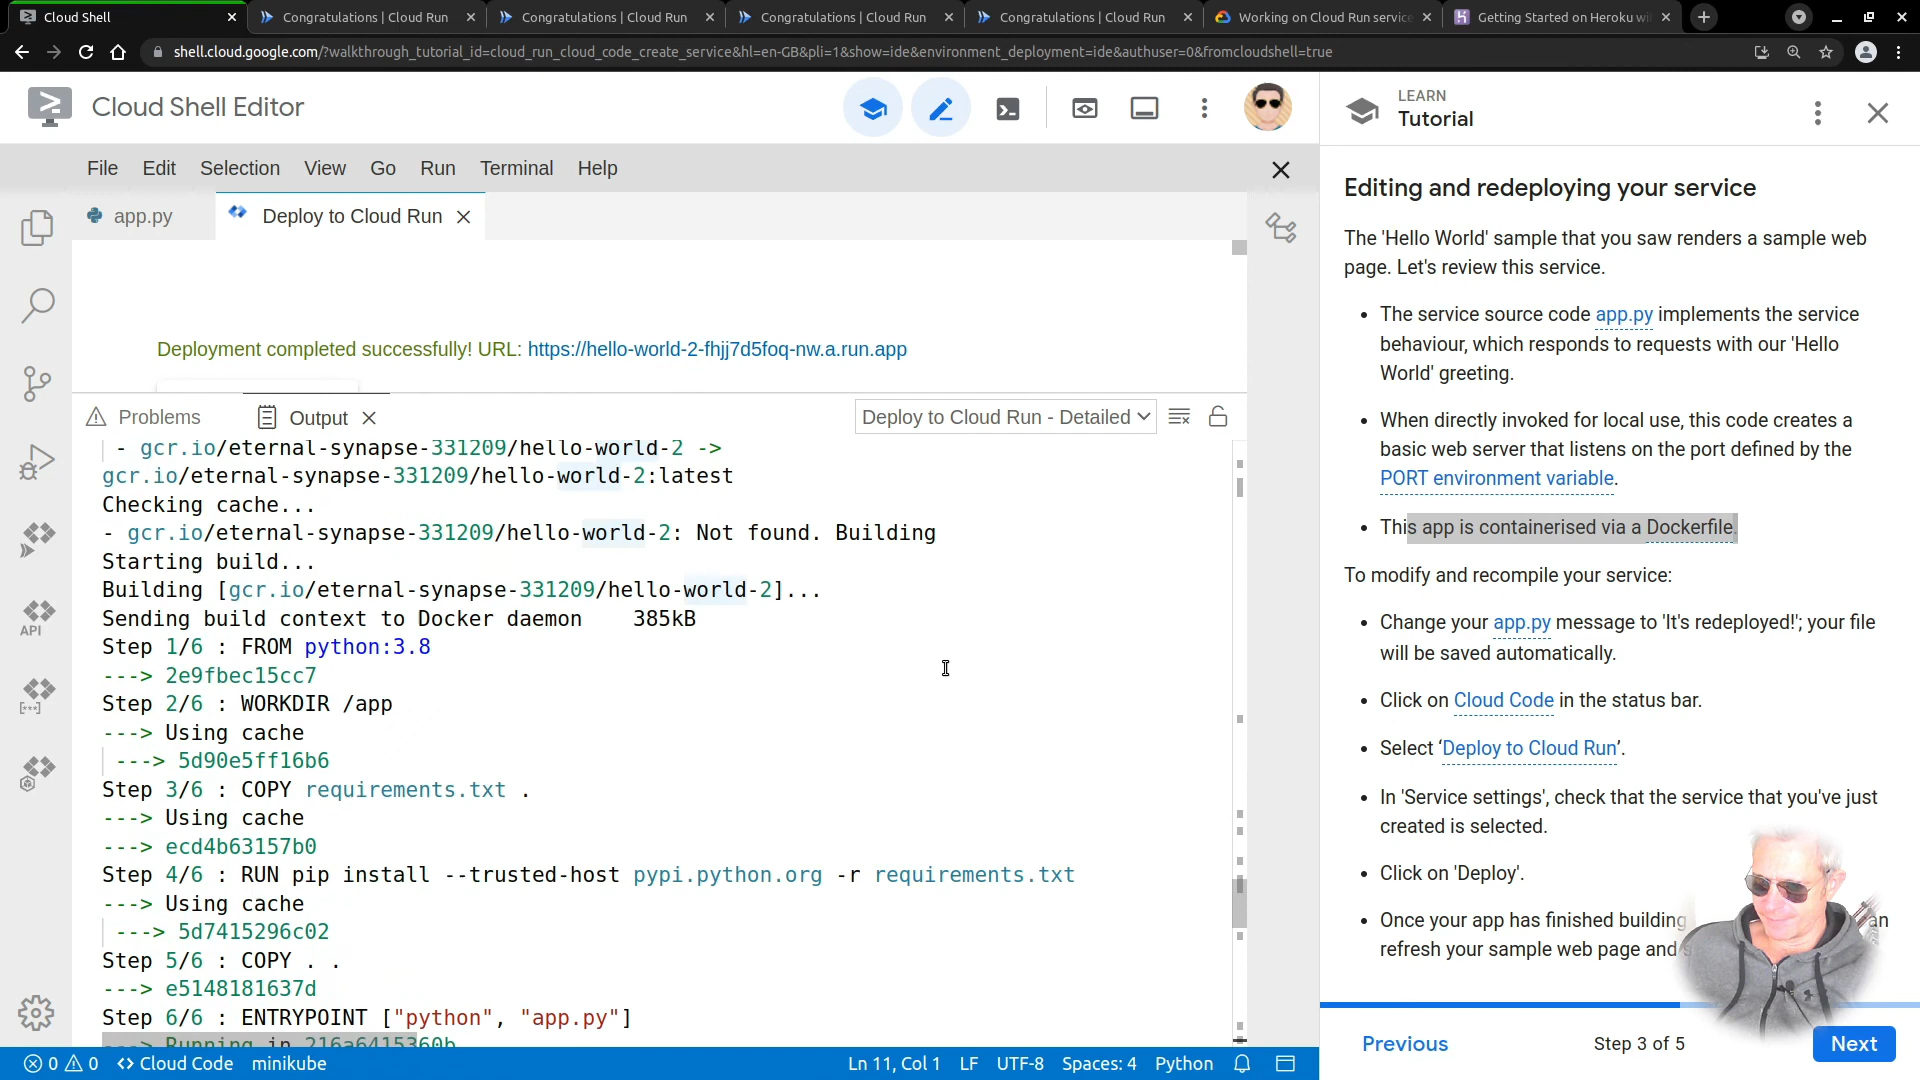 Cloud Shell
Congratulations | Cloud Run
Congratulations | Cloud Run
Congratulations | Cloud Run
Congratulations | Cloud Run
Working on Cloud Run service
Getting Started on Heroku wi
shell.cloud.google.com/?walkthrough_tutorial_id=cloud_run_cloud_code_create_service&hl=en-GB&pli=1&show=ide&environment_deployment=ide&authuser=0&fromcloudshell=true
Cloud Shell Editor
File Edit Selection View Go Run Terminal Help
app.py
Deploy to Cloud Run
Deployment completed successfully! URL: https://hello-world-2-fhjj7d5foq-nw.a.run.app
Problems
Output
Deploy to Cloud Run - Detailed
- gcr.io/eternal-synapse-331209/hello-world-2 ->
gcr.io/eternal-synapse-331209/hello-world-2:latest
Checking cache...
- gcr.io/eternal-synapse-331209/hello-world-2: Not found. Building
Starting build...
Building [gcr.io/eternal-synapse-331209/hello-world-2]...
Sending build context to Docker daemon 385kB
Step 1/6 : FROM python:3.8
---> 2e9fbec15cc7
Step 2/6 : WORKDIR /app
---> Using cache
---> 5d90e5ff16b6
Step 3/6 : COPY requirements.txt .
---> Using cache
---> ecd4b63157b0
Step 4/6 : RUN pip install --trusted-host pypi.python.org -r requirements.txt
---> Using cache
---> 5d7415296c02
Step 5/6 : COPY . .
---> e5148181637d
Step 6/6 : ENTRYPOINT ["python", "app.py"]
---> Running in 216a6415360b
API
0 0 Cloud Code minikube
Ln 11, Col 1 LF UTF-8 Spaces: 4 Python
LEARN
Tutorial
Editing and redeploying your service
The 'Hello World' sample that you saw renders a sample web
page. Let's review this service.
• The service source code app.py implements the service
behaviour, which responds to requests with our 'Hello
World' greeting.
• When directly invoked for local use, this code creates a
basic web server that listens on the port defined by the
PORT environment variable.
• This app is containerised via a Dockerfile.
To modify and recompile your service:
• Change your app.py message to 'It's redeployed!'; your file
will be saved automatically.
• Click on Cloud Code in the status bar.
• Select ‘Deploy to Cloud Run’.
• In 'Service settings', check that the service that you've just
created is selected.
• Click on 'Deploy'.
• Once your app has finished building
refresh your sample web page and
Previous
Step 3 of 5
Next